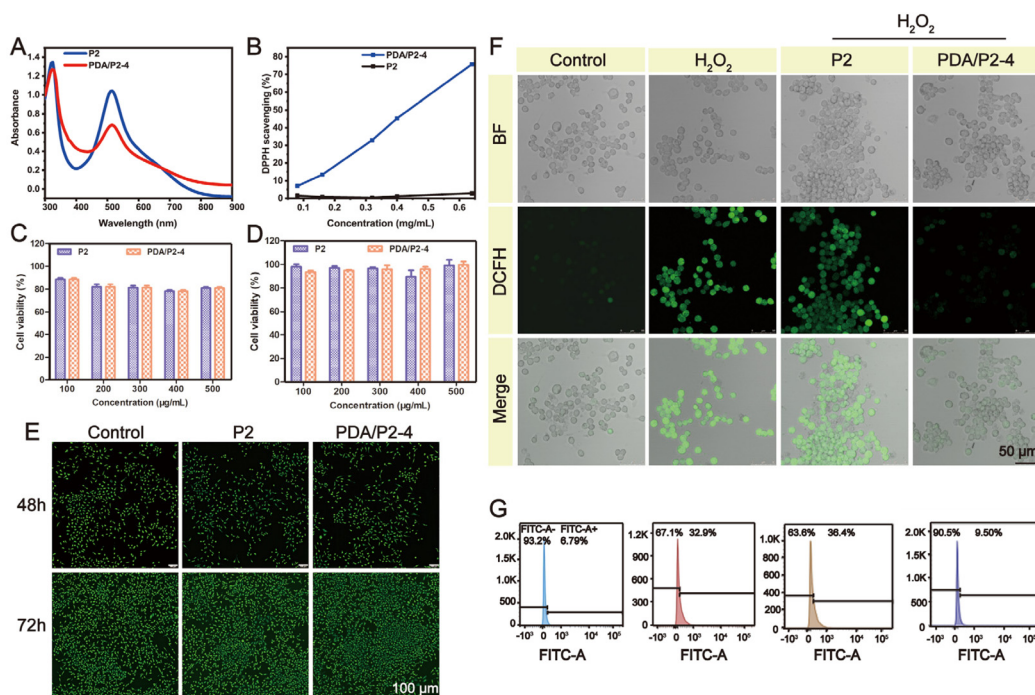 A
P2
PDA/P2-4
1.4
1.2
1.0
0.8
0.6
0.4
0.2
0.0
Absorbance
300 400 500 600 700 800 900
Wavelength (nm)
B
PDA/P2-4
P2
80
70
60
50
40
30
20
10
0
DPPH scavenging (%)
0.1 0.2 0.3 0.4 0.5 0.6
Concentration (mg/mL)
C
P2 PDA/P2-4
120
100
80
60
40
20
0
Cell viability (%)
100 200 300 400 500
Concentration (µg/mL)
D
P2 PDA/P2-4
120
100
80
60
40
20
0
Cell viability (%)
100 200 300 400 500
Concentration (µg/mL)
E
Control P2 PDA/P2-4
48h
72h
100 µm
F
H₂O₂
Control H₂O₂ P2 PDA/P2-4
BF
DCFH
Merge
50 µm
G
FITC-A- FITC-A+
93.2% 6.79%
2.0K
1.5K
1.0K
500
0
-10³ 0 10³ 10⁴ 10⁵
FITC-A
67.1% 32.9%
1.2K
900
600
300
0
-10³ 0 10³ 10⁴ 10⁵
FITC-A
63.6% 36.4%
1.0K
800
600
400
200
0
-10³ 0 10³ 10⁴ 10⁵
FITC-A
90.5% 9.50%
2.0K
1.5K
1.0K
500
0
-10³ 0 10³ 10⁴ 10⁵
FITC-A